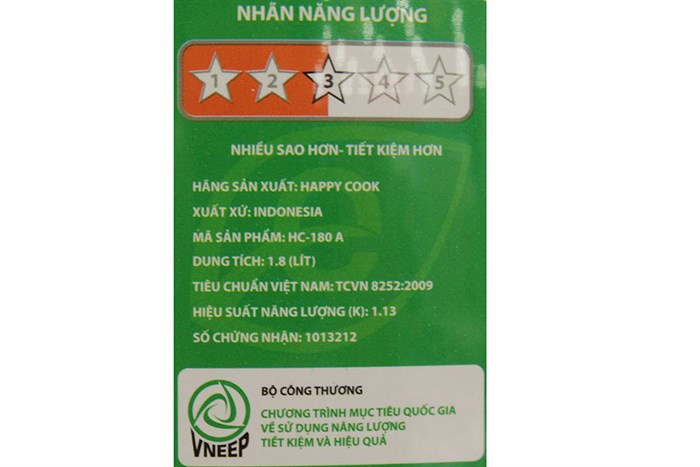 NHÃN NĂNG LƯỢNG
1 2 3 4 5
NHIỀU SAO HƠN- TIẾT KIỆM HƠN
HÃNG SẢN XUẤT: HAPPY COOK
XUẤT XỨ: INDONESIA
MÃ SẢN PHẨM: HC-180 A
DUNG TÍCH: 1.8 (LÍT)
TIÊU CHUẨN VIỆT NAM: TCVN 8252:2009
HIỆU SUẤT NĂNG LƯỢNG (K): 1.13
SỐ CHỨNG NHẬN: 1013212
BỘ CÔNG THƯƠNG
CHƯƠNG TRÌNH MỤC TIÊU QUỐC GIA
VỀ SỬ DỤNG NĂNG LƯỢNG
TIẾT KIỆM VÀ HIỆU QUẢ
VNEEP